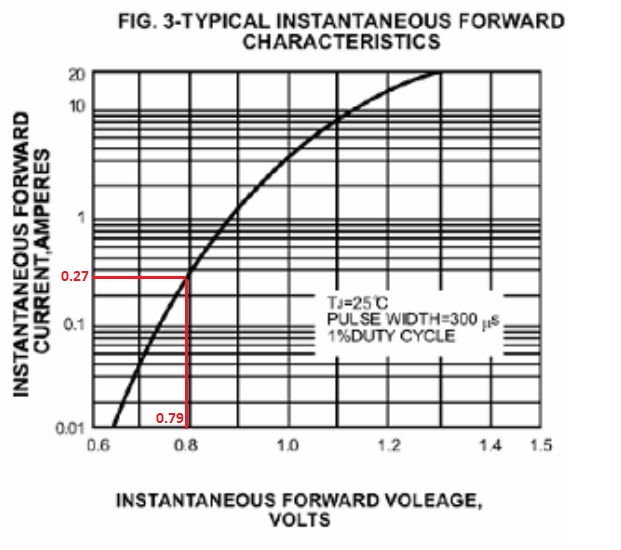 FIG. 3-TYPICAL INSTANTANEOUS FORWARD
CHARACTERISTICS
INSTANTANEOUS FORWARD
CURRENT,AMPERES
20
10
1
0.27
0.1
0.01
0.79
TJ=25℃
PULSE WIDTH=300 μs
1%DUTY CYCLE
0.6 0.8 1.0 1.2 1.4 1.5
INSTANTANEOUS FORWARD VOLEAGE,
VOLTS